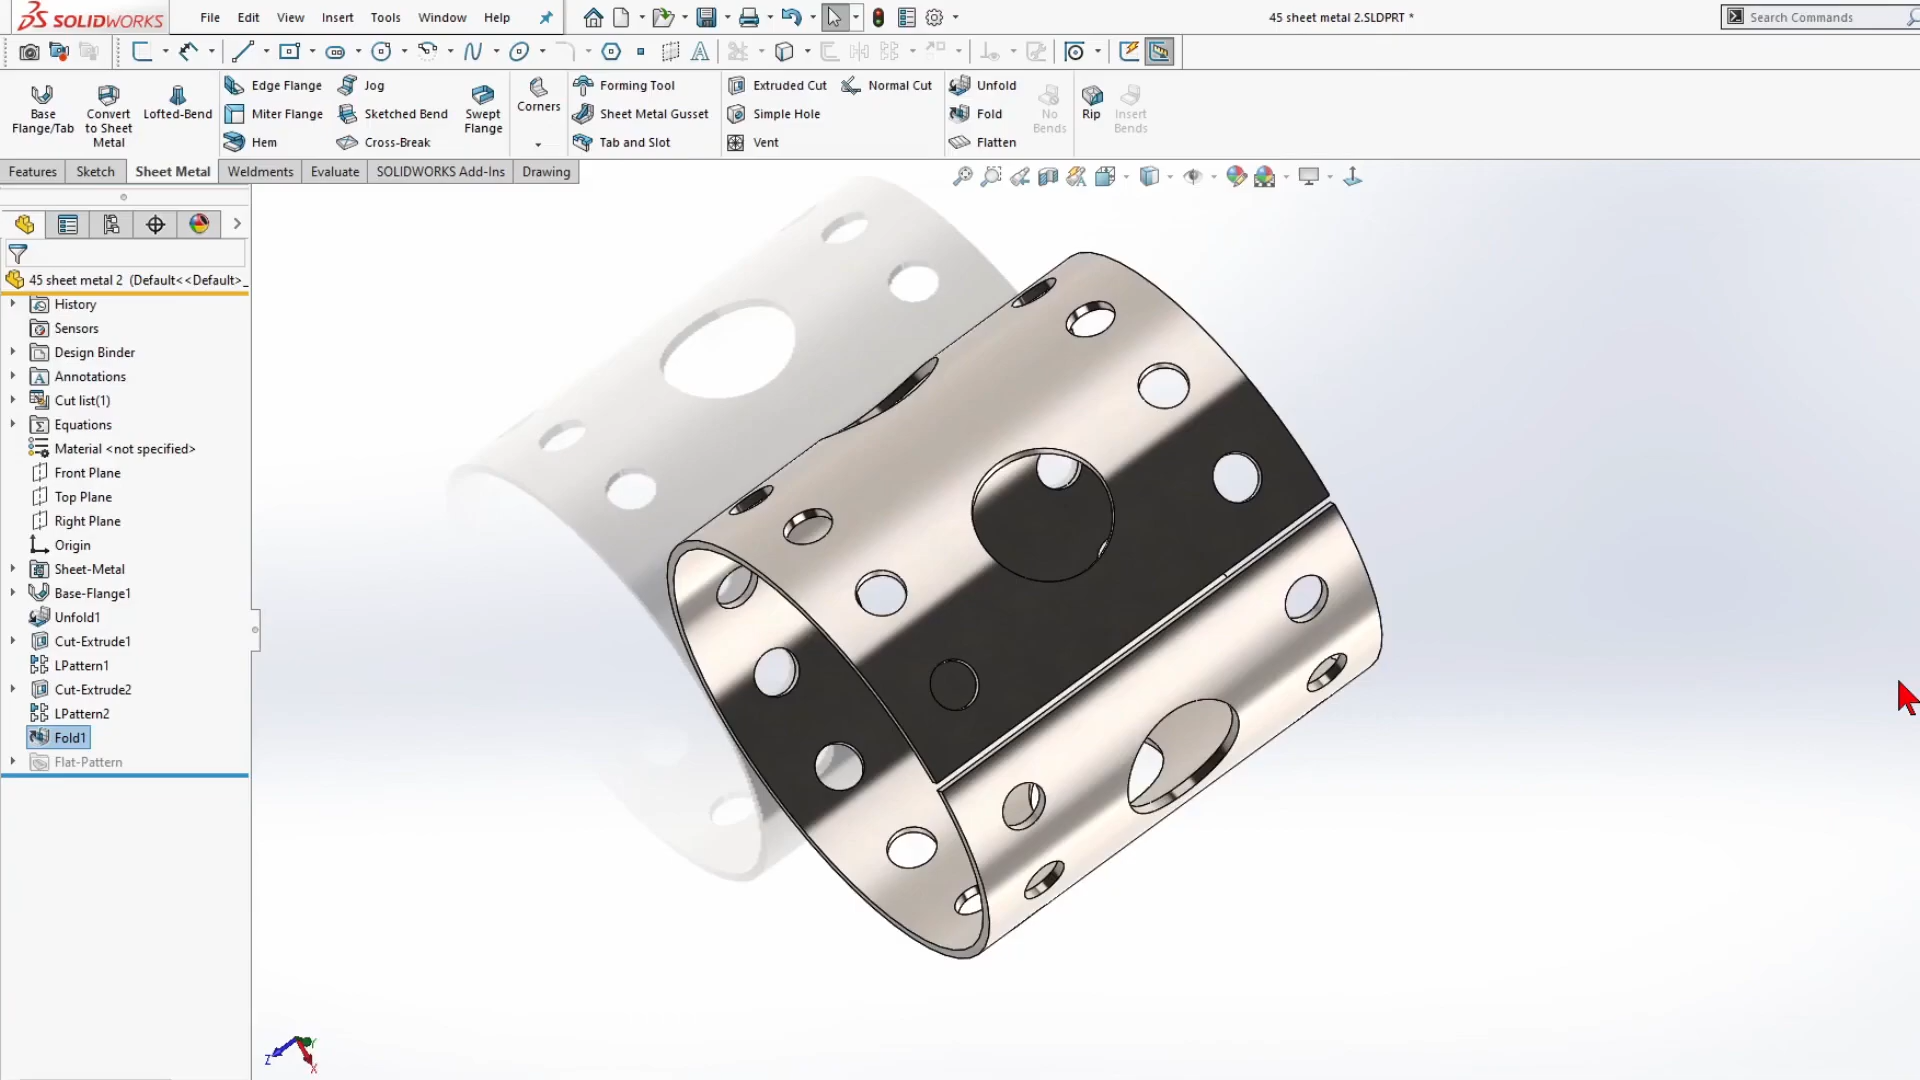 SOLIDWORKS
File Edit View Insert Tools Window Help
45 sheet metal 2.SLDPRT *
Search Commands
Base Flange/Tab
Convert to Sheet Metal
Lofted-Bend
Edge Flange
Miter Flange
Hem
Jog
Sketched Bend
Cross-Break
Swept Flange
Corners
Forming Tool
Sheet Metal Gusset
Tab and Slot
Extruded Cut
Simple Hole
Vent
Normal Cut
Unfold
Fold
Flatten
No Bends
Rip
Insert Bends
Features Sketch Sheet Metal Weldments Evaluate SOLIDWORKS Add-Ins Drawing
45 sheet metal 2 (Default<<Default>_
History
Sensors
Design Binder
Annotations
Cut list(1)
Equations
Material <not specified>
Front Plane
Top Plane
Right Plane
Origin
Sheet-Metal
Base-Flange1
Unfold1
Cut-Extrude1
LPattern1
Cut-Extrude2
LPattern2
Fold1
Flat-Pattern
Z
Y
X